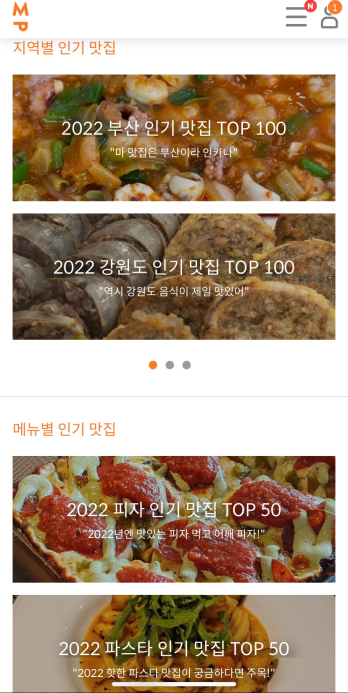 MP
N
1
지역별 인기 맛집
2022 부산 인기 맛집 TOP 100
"마 맛집은 부산이라 안카나"
2022 강원도 인기 맛집 TOP 100
"역시 강원도 음식이 제일 맛있어"
메뉴별 인기 맛집
2022 피자 인기 맛집 TOP 50
"2022년엔 맛있는 피자 먹고 어깨 피자!"
2022 파스타 인기 맛집 TOP 50
"2022 핫한 파스타 맛집이 궁금하다면 주목!"